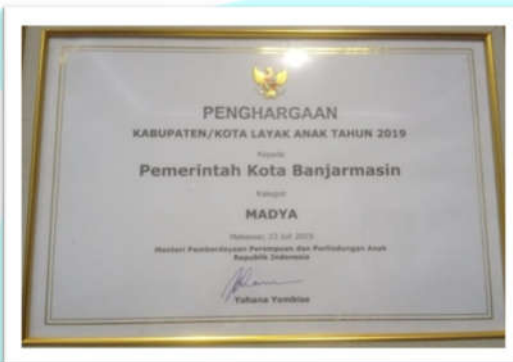 PENGHARGAAN
KABUPATEN/KOTA LAYAK ANAK TAHUN 2019
Kepada
Pemerintah Kota Banjarmasin
Kategori
MADYA
Makassar, 23 Juli 2019
Menteri Pemberdayaan Perempuan dan Perlindungan Anak
Republik Indonesia
Yohana Yembise